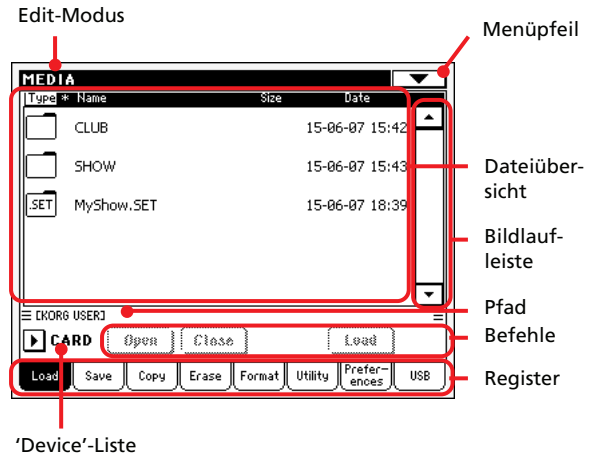 Edit-Modus
Menüpfeil
MEDIA
Type * Name Size Date
CLUB 15-06-07 15:42
SHOW 15-06-07 15:43
.SET MyShow.SET 15-06-07 18:39
Dateiüber-
sicht
Bildlauf-
leiste
[KORG USER]
Pfad
CARD Open Close Load
Befehle
Load Save Copy Erase Format Utility Prefer-
ences USB
Register
'Device'-Liste